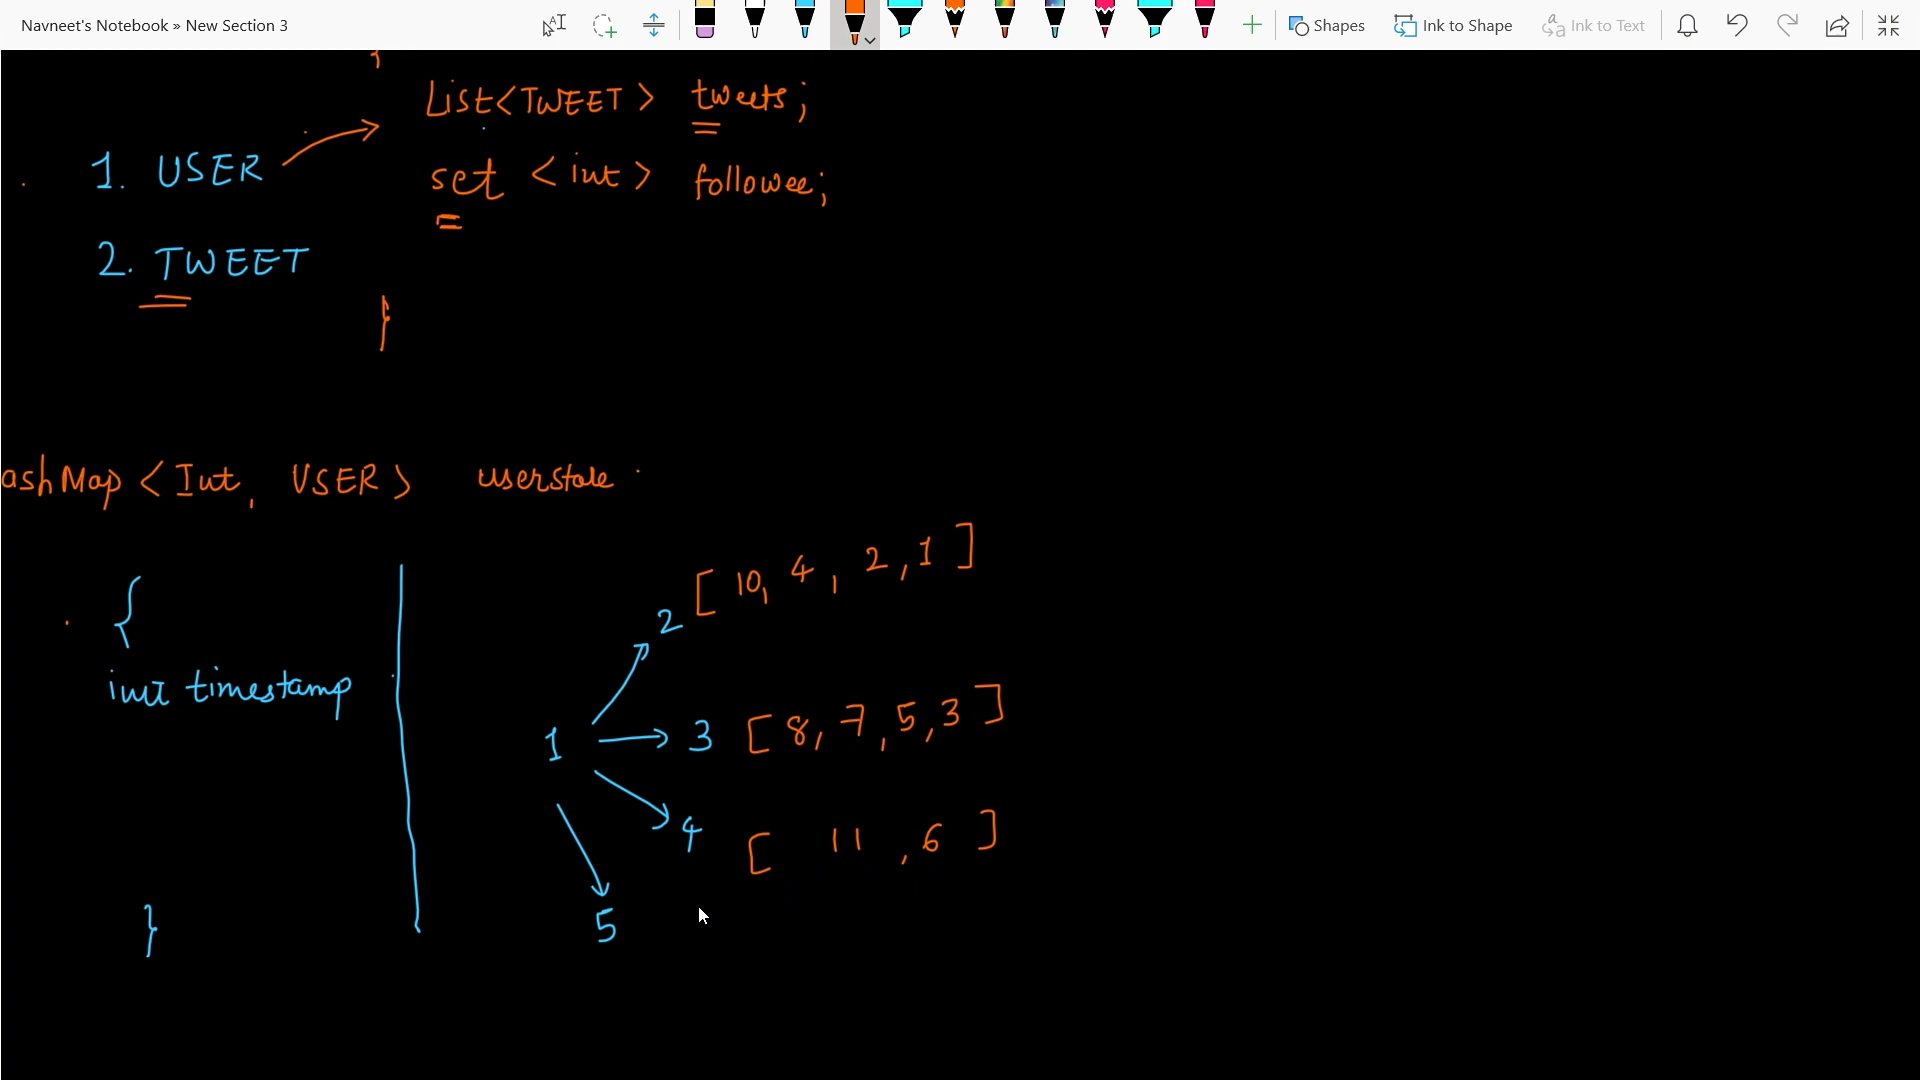 Navneet's Notebook » New Section 3
Shapes
Ink to Shape
Ink to Text
List<TWEET> tweets;
1. USER
set <int> followee;
2. TWEET
}
ashMap <Int, USER> userstore
{
int timestamp
}
2 [10, 4, 2, 1]
1
3 [8, 7, 5, 3]
4 [11, 6]
5